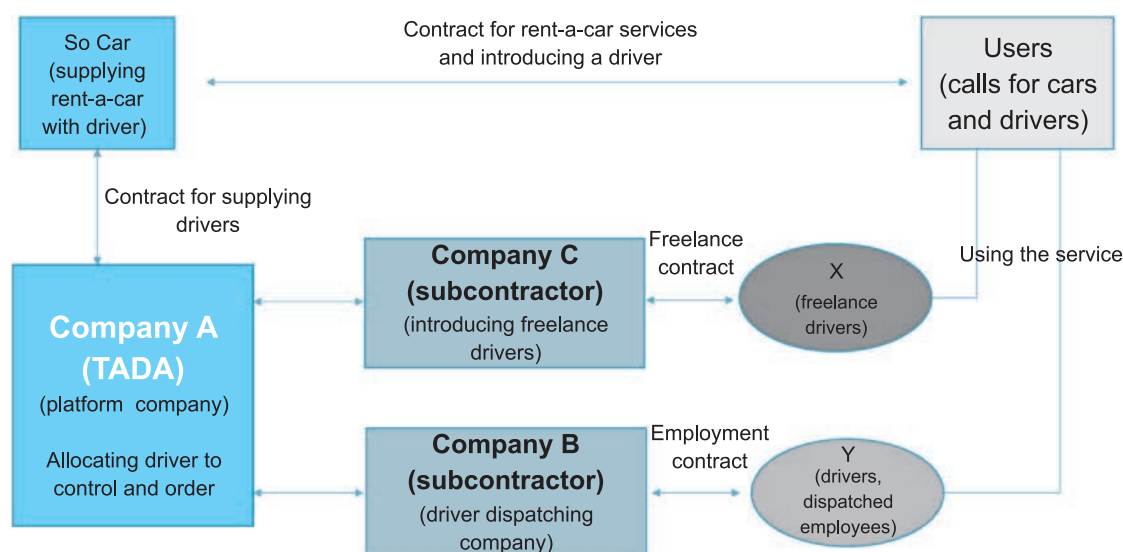 So Car
(supplying
rent-a-car
with driver)
Contract for rent-a-car services
and introducing a driver
Users
(calls for cars
and drivers)
Contract for supplying
drivers
Company A
(TADA)
(platform company)
Allocating driver to
control and order
Company C
(subcontractor)
(introducing freelance
drivers)
Freelance
contract
X
(freelance
drivers)
Using the service
Company B
(subcontractor)
(driver dispatching
company)
Employment
contract
Y
(drivers,
dispatched
employees)